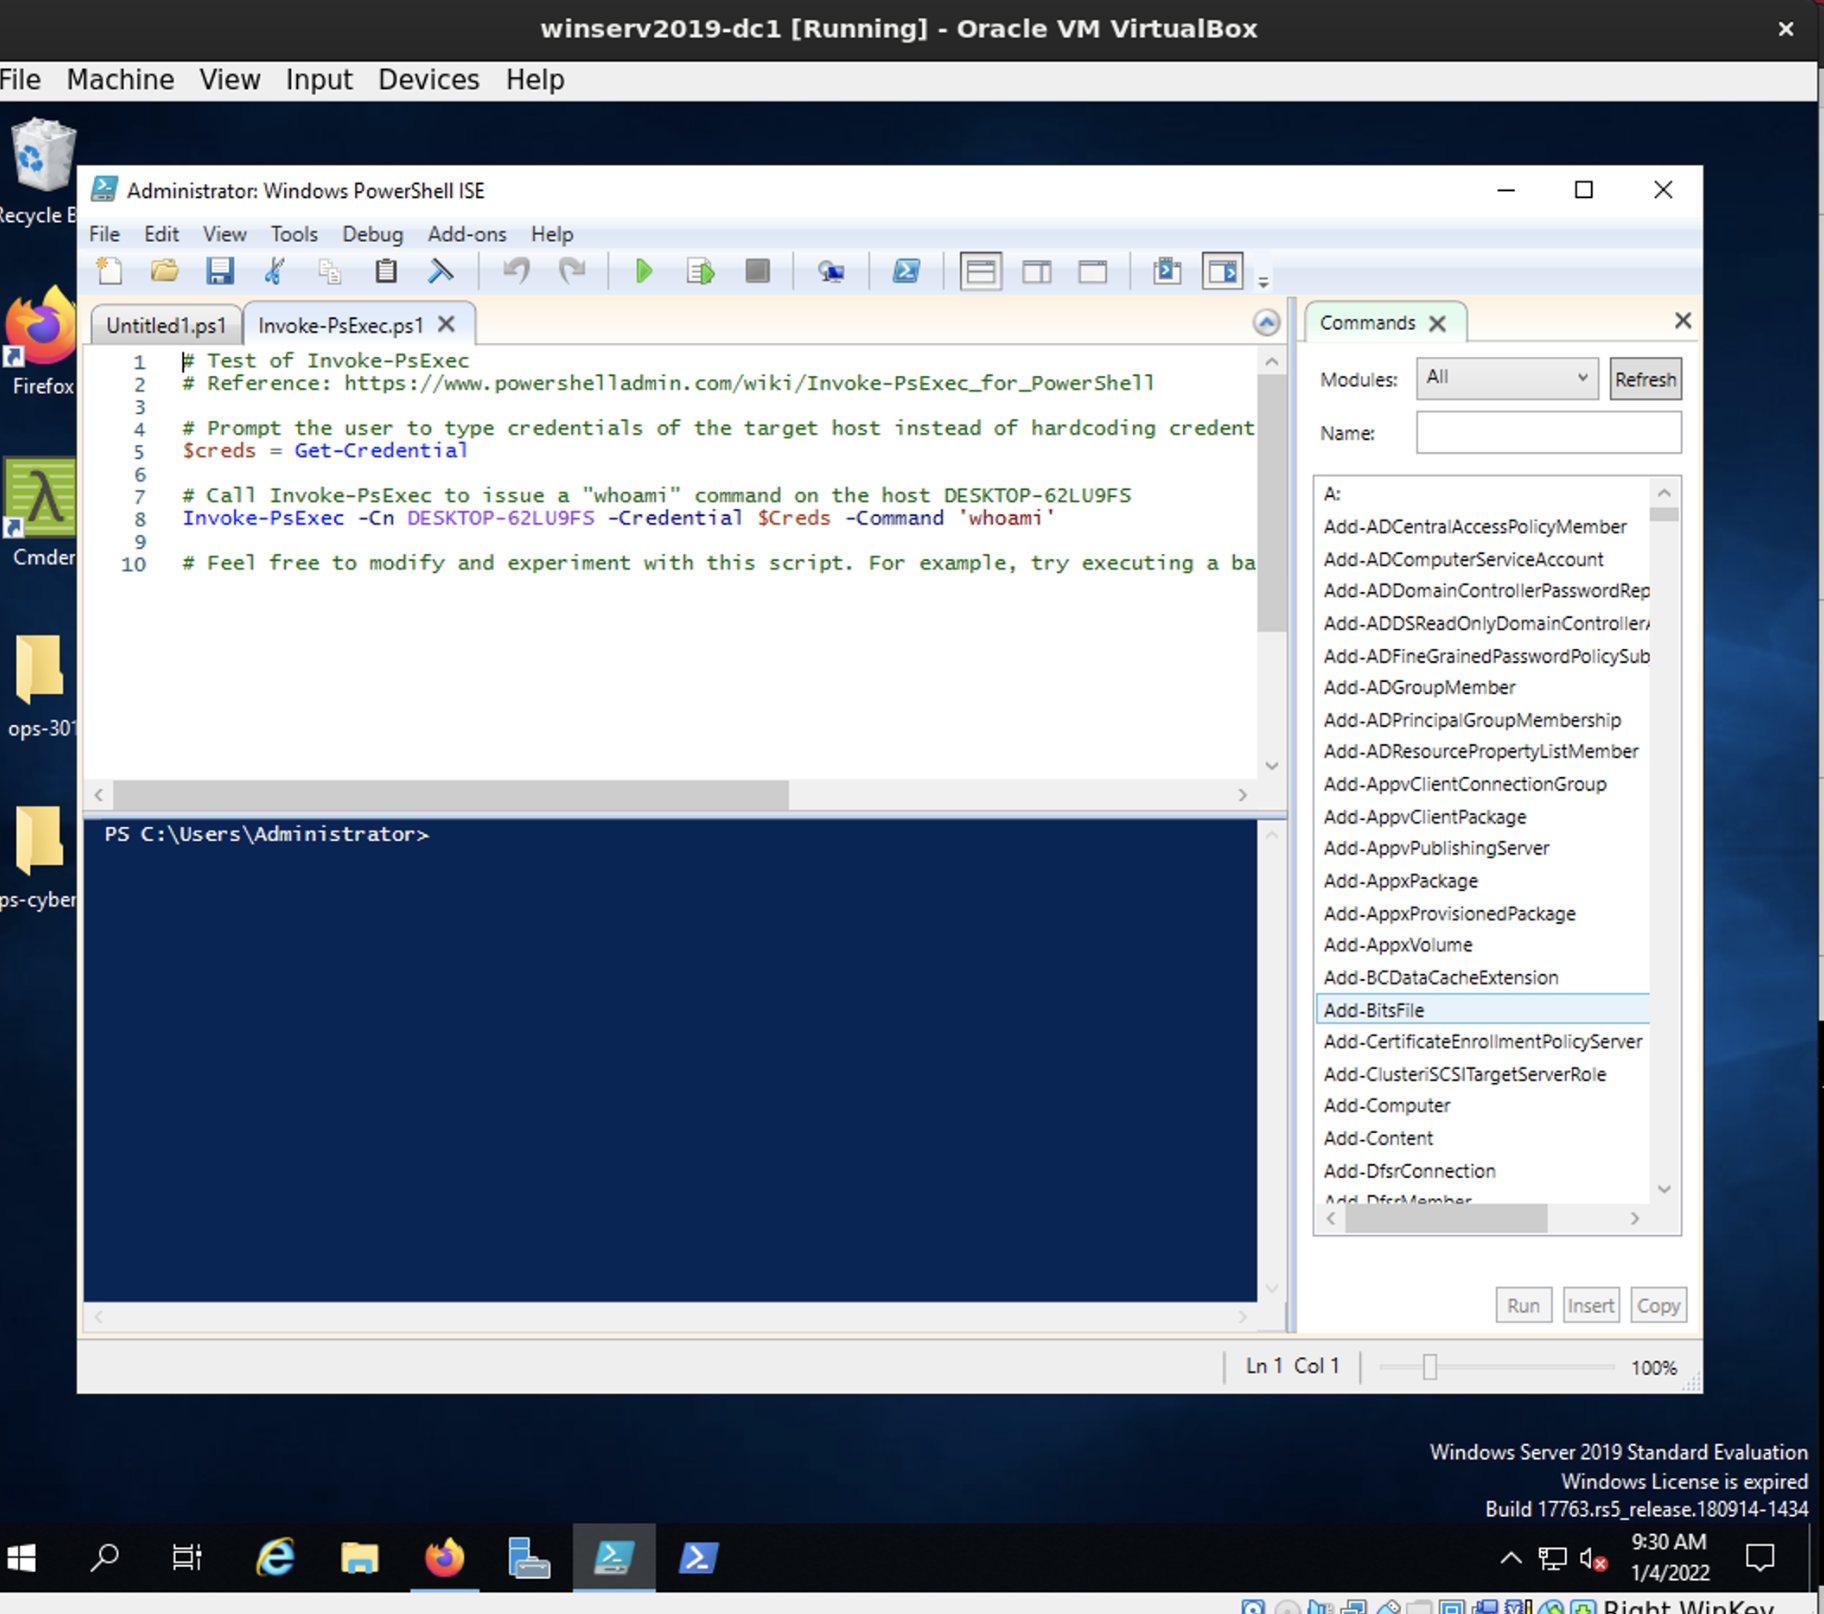 winserv2019-dc1 [Running] - Oracle VM VirtualBox
File Machine View Input Devices Help
Recycle B
Firefox
Cmder
ops-301
ps-cyber
Administrator: Windows PowerShell ISE
File Edit View Tools Debug Add-ons Help
Untitled1.ps1 Invoke-PsExec.ps1
1 # Test of Invoke-PsExec
2 # Reference: https://www.powershelladmin.com/wiki/Invoke-PsExec_for_PowerShell
3
4 # Prompt the user to type credentials of the target host instead of hardcoding credent
5 $creds = Get-Credential
6
7 # Call Invoke-PsExec to issue a "whoami" command on the host DESKTOP-62LU9FS
8 Invoke-PsExec -Cn DESKTOP-62LU9FS -Credential $Creds -Command 'whoami'
9
10 # Feel free to modify and experiment with this script. For example, try executing a ba
PS C:\Users\Administrator>
Commands
Modules: All Refresh
Name:
A:
Add-ADCentralAccessPolicyMember
Add-ADComputerServiceAccount
Add-ADDomainControllerPasswordRep
Add-ADDSReadOnlyDomainControllerA
Add-ADFineGrainedPasswordPolicySub
Add-ADGroupMember
Add-ADPrincipalGroupMembership
Add-ADResourcePropertyListMember
Add-AppvClientConnectionGroup
Add-AppvClientPackage
Add-AppvPublishingServer
Add-AppxPackage
Add-AppxProvisionedPackage
Add-AppxVolume
Add-BCDataCacheExtension
Add-BitsFile
Add-CertificateEnrollmentPolicyServer
Add-ClusteriSCSITargetServerRole
Add-Computer
Add-Content
Add-DfsrConnection
Add-DfsrMember
Run Insert Copy
Ln 1 Col 1 100%
Windows Server 2019 Standard Evaluation
Windows License is expired
Build 17763.rs5_release.180914-1434
9:30 AM
1/4/2022
Right WinKey